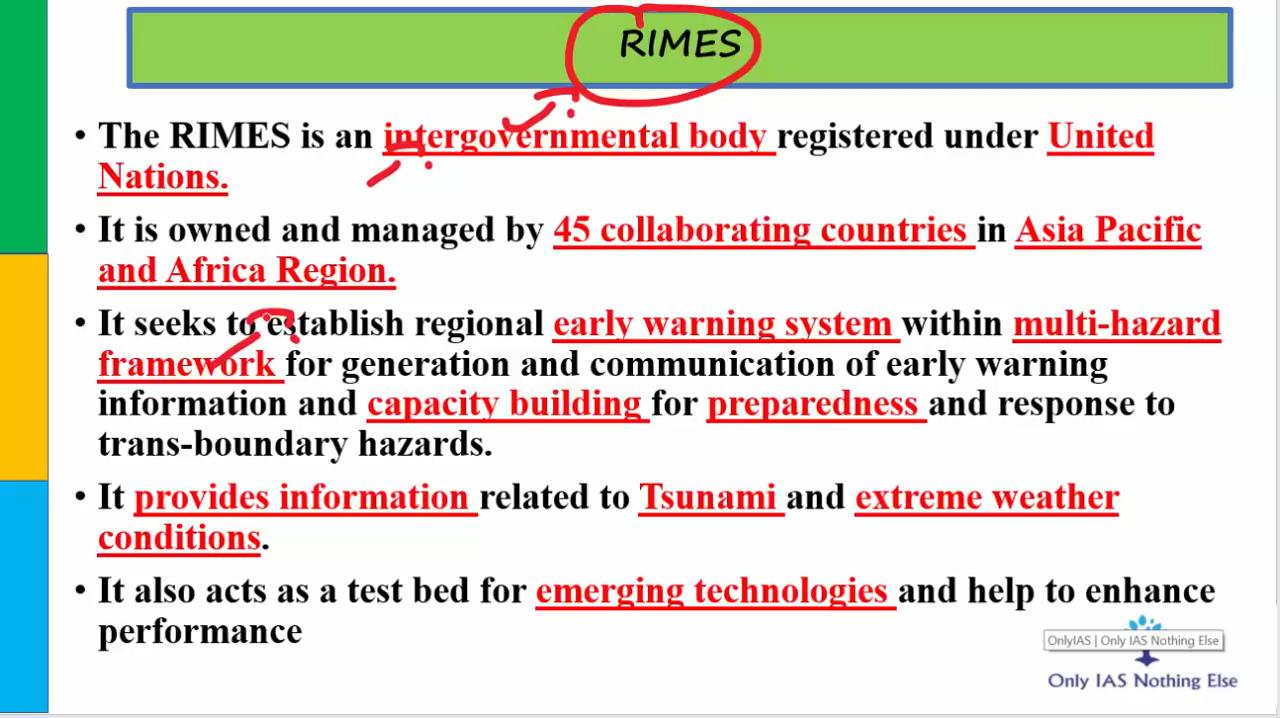 RIMES
• The RIMES is an intergovernmental body registered under United
Nations.
• It is owned and managed by 45 collaborating countries in Asia Pacific
and Africa Region.
• It seeks to establish regional early warning system within multi-hazard
framework for generation and communication of early warning
information and capacity building for preparedness and response to
trans-boundary hazards.
• It provides information related to Tsunami and extreme weather
conditions.
• It also acts as a test bed for emerging technologies and help to enhance
performance
OnlyIAS | Only IAS Nothing Else
Only IAS Nothing Else